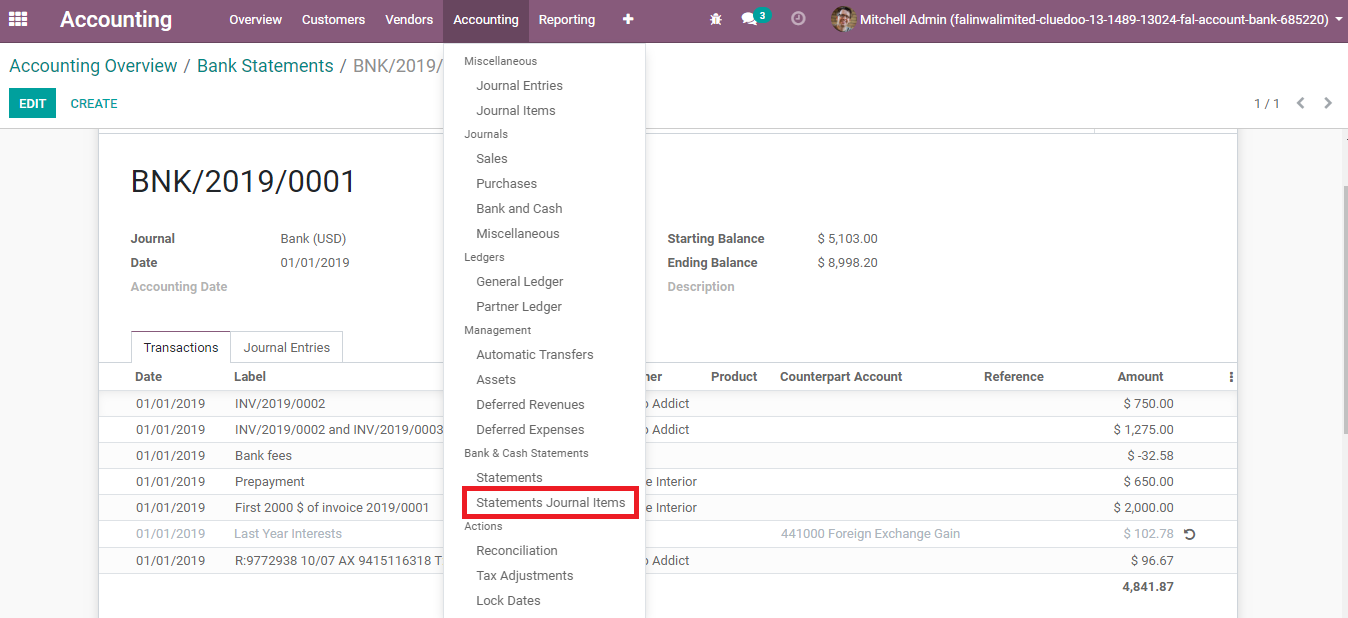 Accounting Overview Customers Vendors Accounting Reporting 3 Mitchell Admin (falinwalimited-cluedoo-13-1489-13024-fal-account-bank-685220)
Accounting Overview / Bank Statements / BNK/2019/
EDIT CREATE 1 / 1
Miscellaneous
Journal Entries
Journal Items
Journals
Sales
Purchases
Bank and Cash
Miscellaneous
Ledgers
General Ledger
Partner Ledger
Management
Automatic Transfers
Assets
Deferred Revenues
Deferred Expenses
Bank & Cash Statements
Statements
Statements Journal Items
Actions
Reconciliation
Tax Adjustments
Lock Dates
BNK/2019/0001
Journal Bank (USD) Starting Balance $ 5,103.00
Date 01/01/2019 Ending Balance $ 8,998.20
Accounting Date Description
Transactions Journal Entries
Date Label ner Product Counterpart Account Reference Amount
01/01/2019 INV/2019/0002 Addict $ 750.00
01/01/2019 INV/2019/0002 and INV/2019/0003 Addict $ 1,275.00
01/01/2019 Bank fees $ -32.58
01/01/2019 Prepayment e Interior $ 650.00
01/01/2019 First 2000 $ of invoice 2019/0001 e Interior $ 2,000.00
01/01/2019 Last Year Interests 441000 Foreign Exchange Gain $ 102.78
01/01/2019 R:9772938 10/07 AX 9415116318 T Addict $ 96.67
4,841.87